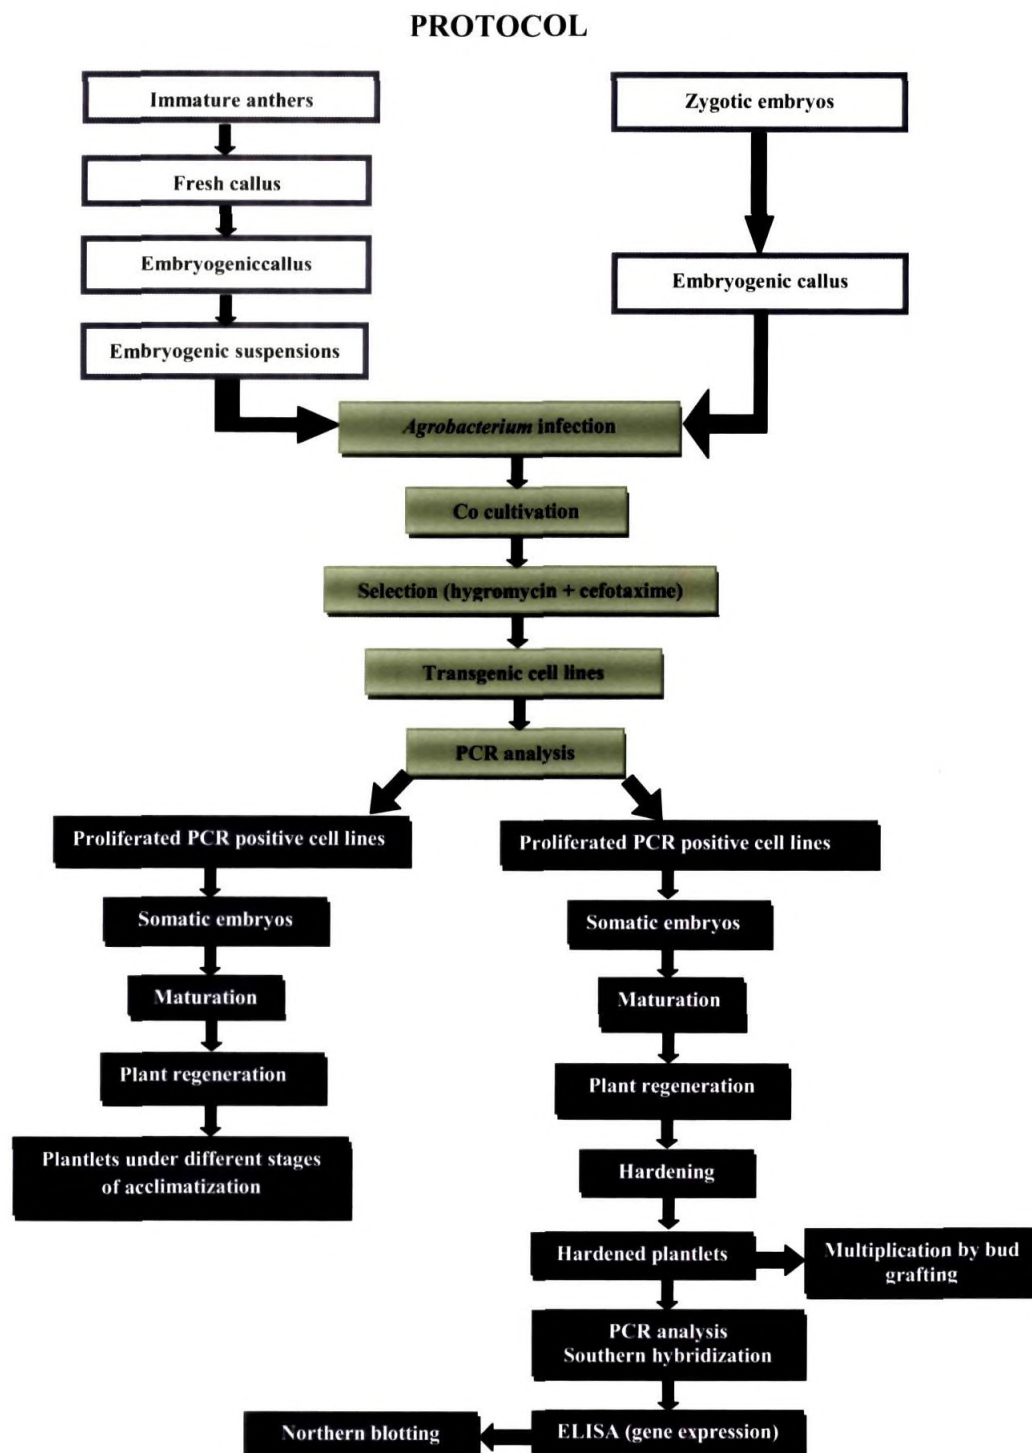 PROTOCOL
Immature anthers
Fresh callus
Embryogeniccallus
Embryogenic suspensions
Zygotic embryos
Embryogenic callus
Agrobacterium infection
Co cultivation
Selection (hygromycin + cefotaxime)
Transgenic cell lines
PCR analysis
Proliferated PCR positive cell lines
Somatic embryos
Maturation
Plant regeneration
Plantlets under different stages
of acclimatization
Proliferated PCR positive cell lines
Somatic embryos
Maturation
Plant regeneration
Hardening
Hardened plantlets
Multiplication by bud
grafting
PCR analysis
Southern hybridization
ELISA (gene expression)
Northern blotting